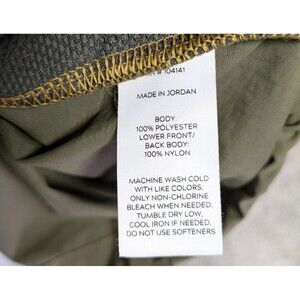 # 104141
MADE IN JORDAN
BODY:
100% POLYESTER
LOWER FRONT/
BACK BODY:
100% NYLON
MACHINE WASH COLD
WITH LIKE COLORS.
ONLY NON-CHLORINE
BLEACH WHEN NEEDED.
TUMBLE DRY LOW.
COOL IRON IF NEEDED.
DO NOT USE SOFTENERS